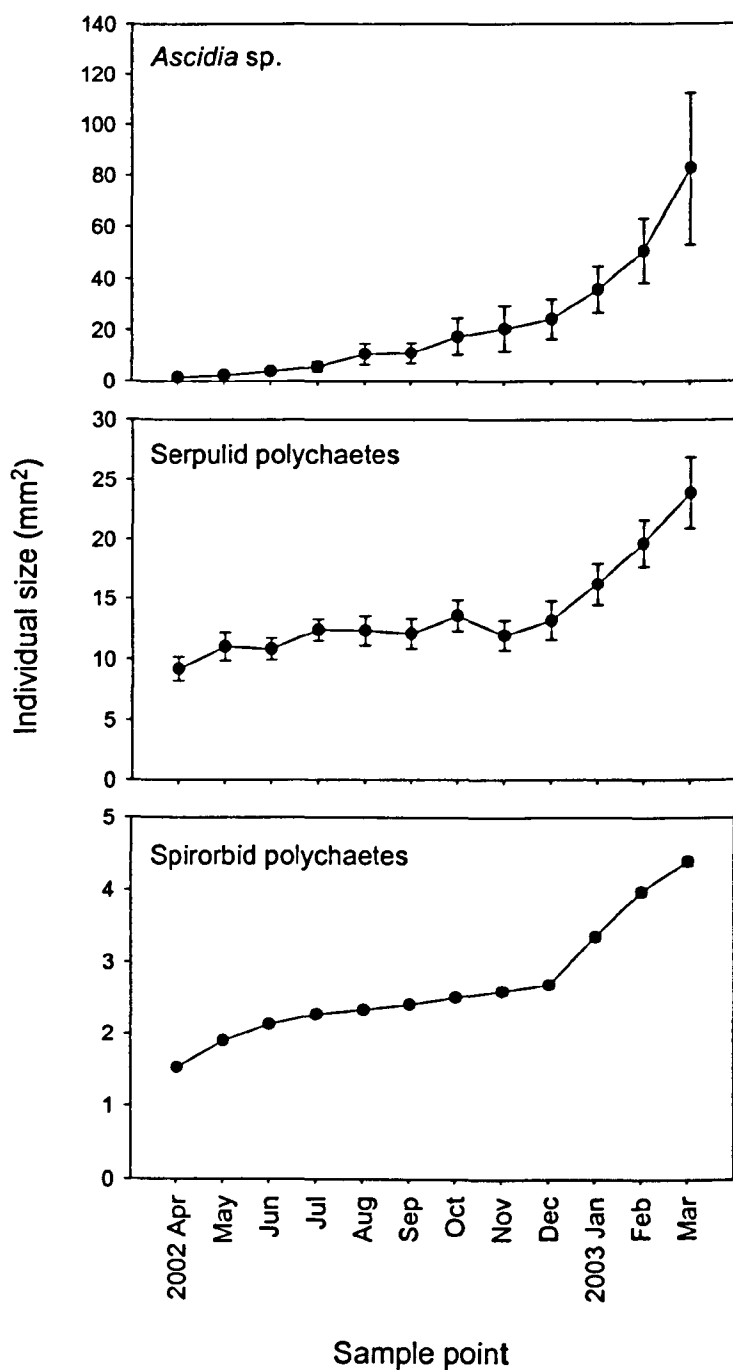 Individual size (mm²)
Ascidia sp.
140
120
100
80
60
40
20
0
Serpulid polychaetes
30
25
20
15
10
5
0
Spirorbid polychaetes
5
4
3
2
1
0
2002 Apr
May
Jun
Jul
Aug
Sep
Oct
Nov
Dec
2003 Jan
Feb
Mar
Sample point